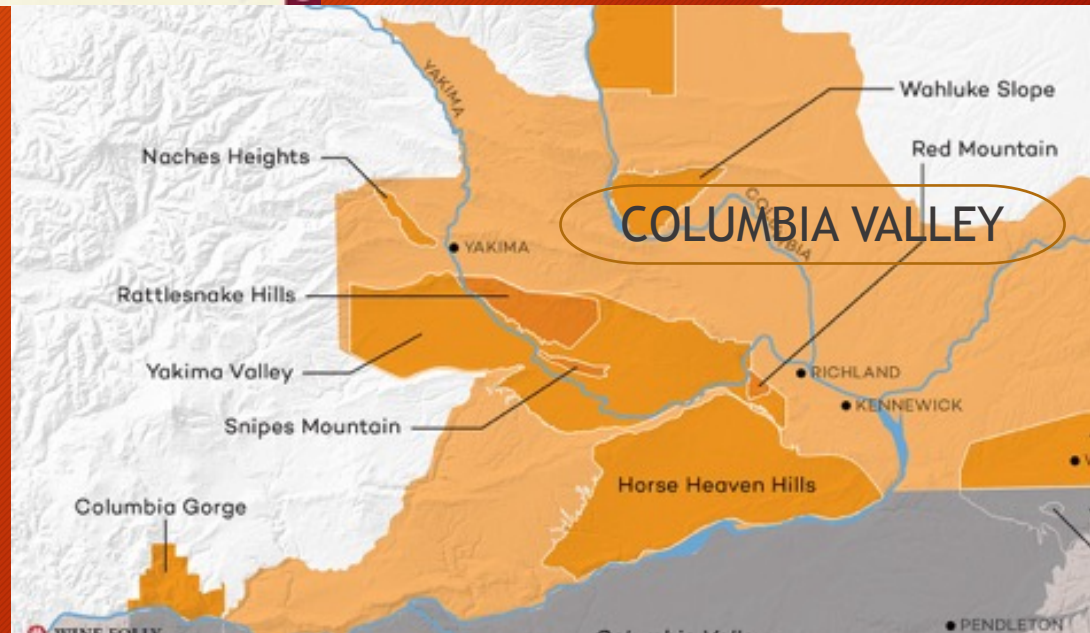 YAKIMA
Wahluke Slope
Red Mountain
Naches Heights
COLUMBIA
COLUMBIA VALLEY
YAKIMA
Rattlesnake Hills
Yakima Valley
RICHLAND
KENNEWICK
Snipes Mountain
Horse Heaven Hills
Columbia Gorge
PENDLETON
WINE FOLLY